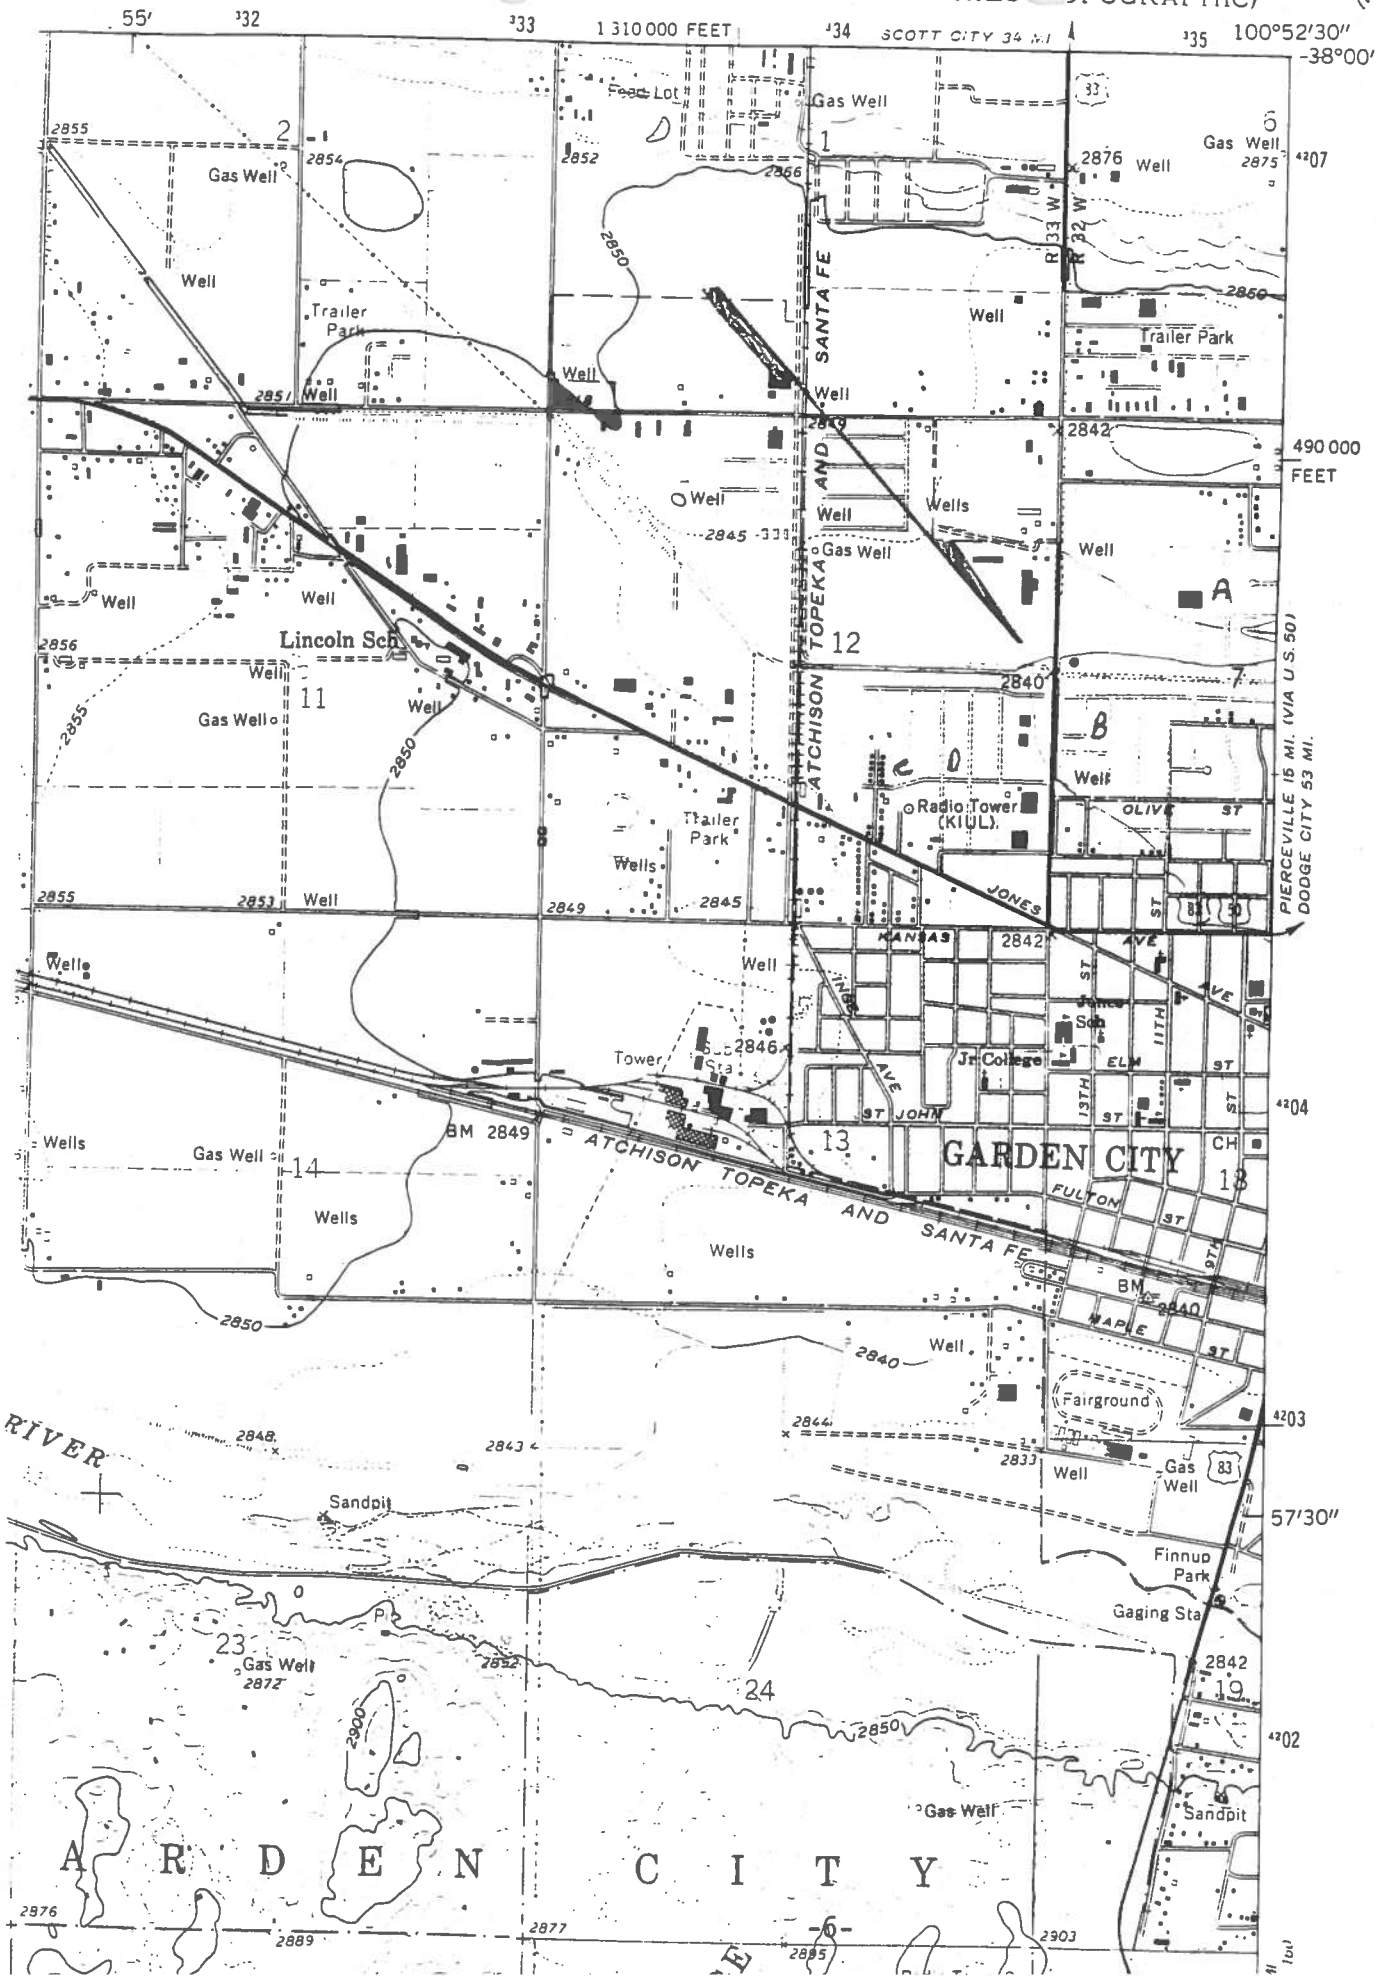 55' ³32 ³33 1 310 000 FEET ³34 SCOTT CITY 34 MI ³35 100°52'30"
38°00'
Feed Lot Gas Well 83 6
2855 2 2854 2852 1 Gas Well
2875
⁴²07
Gas Well 2856 2876 Well
2850 R 33 W
R 32 W
Well
Trailer
Park
SANTA FE
Well 2860
Trailer Park
2851 Well Well Well
2849 2842
490 000
FEET
Well AND Well Wells
2845 Gas Well Well
Well Well A
2856 Lincoln Sch TOPEKA 12
Well 11 2840 7
Gas Well Well ATCHISON B
2855 2850 C D
Well
Radio Tower
(KIUL)
OLIVE ST
Trailer
Park
PIERCEVILLE 15 MI. (VIA U.S. 50)
DODGE CITY 53 MI.
Wells
2855 2853 Well 2849 2845 JONES ST 83 50
KANSAS 2842 AVE
Wells Well INGE ST AVE
Jones
Sch
11TH
Tower Sub
Sta
2846 Jr College ELM ST
AVE 13TH ST
ST JOHN ST ⁴²04
BM 2849 13 CH
Wells Gas Well 14 ATCHISON TOPEKA AND SANTA FE GARDEN CITY 18
FULTON ST
Wells Wells 9TH
BM
2840
2850 MAPLE ST
2840 Well
Fairground
RIVER 2848 2843 2844 ⁴²03
2833 Well Gas
Well
83
Sandpit 57'30"
Finnup
Park
Gaging Sta
23 Gas Well
2872
2852 2842
24 19
2900 2850 ⁴²02
Gas Well Sandpit
A R D E N C I T Y
2976 2889 2877 -6- 2903
2895